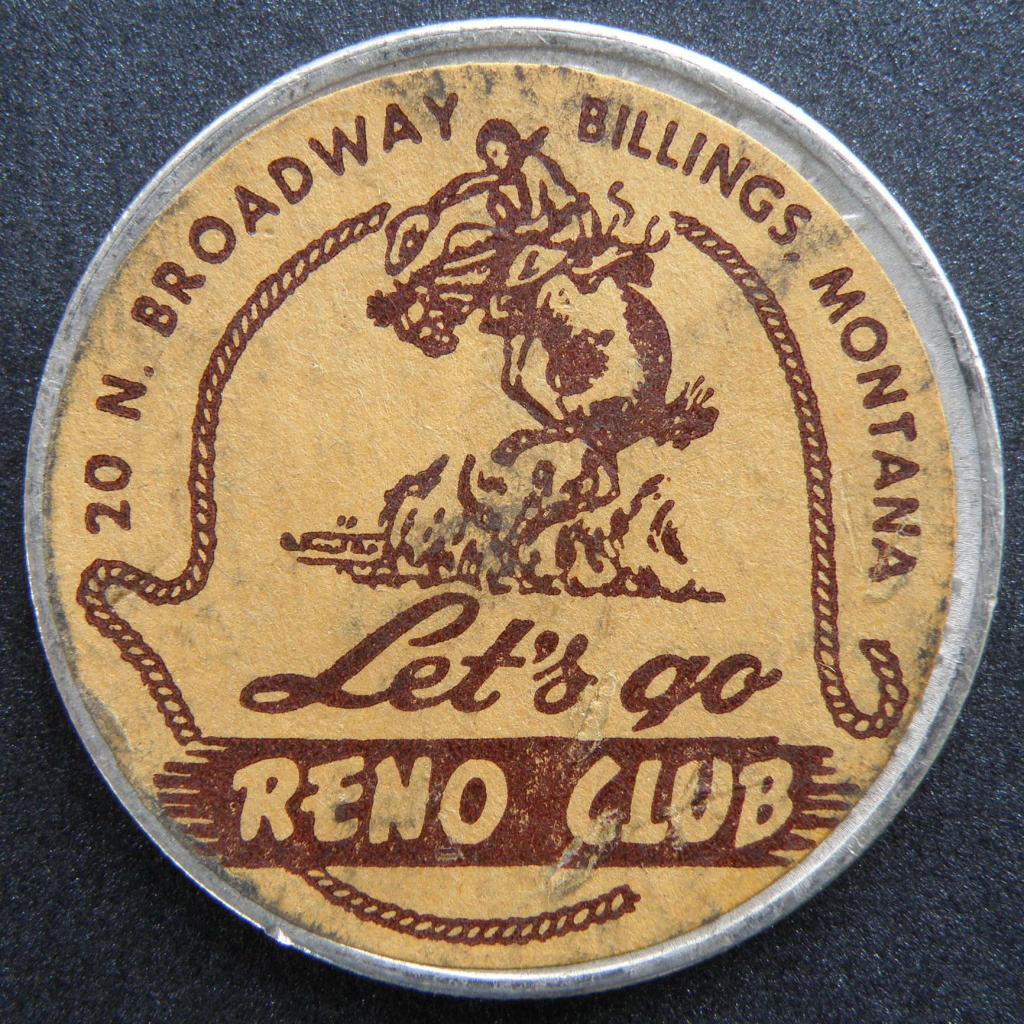 20 N. BROADWAY BILLINGS MONTANA
Let's go
RENO CLUB